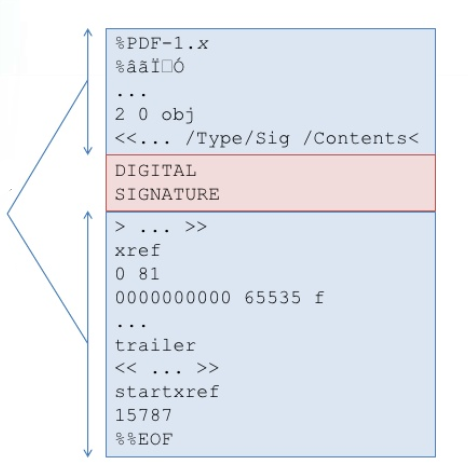 %PDF-1.x
%âãÏ□Ó
...
2 0 obj
<<... /Type/Sig /Contents<
DIGITAL
SIGNATURE
> ... >>
xref
0 81
0000000000 65535 f
...
trailer
<< ... >>
startxref
15787
%%EOF